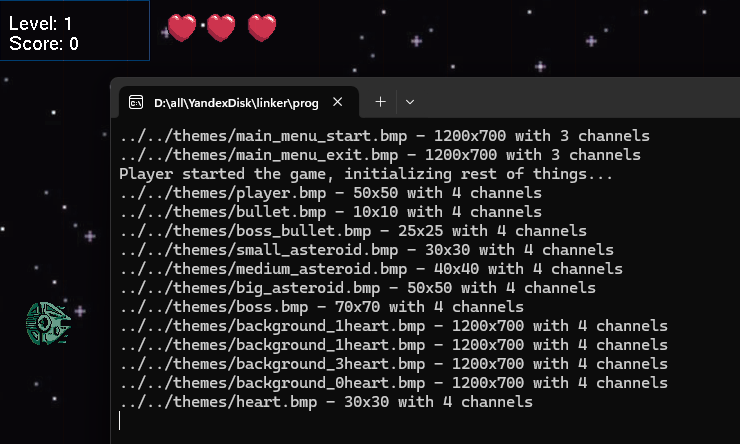 Level: 1
Score: 0
D:\all\YandexDisk\linker\prog
../../themes/main_menu_start.bmp - 1200x700 with 3 channels
../../themes/main_menu_exit.bmp - 1200x700 with 3 channels
Player started the game, initializing rest of things...
../../themes/player.bmp - 50x50 with 4 channels
../../themes/bullet.bmp - 10x10 with 4 channels
../../themes/boss_bullet.bmp - 25x25 with 4 channels
../../themes/small_asteroid.bmp - 30x30 with 4 channels
../../themes/medium_asteroid.bmp - 40x40 with 4 channels
../../themes/big_asteroid.bmp - 50x50 with 4 channels
../../themes/boss.bmp - 70x70 with 4 channels
../../themes/background_1heart.bmp - 1200x700 with 4 channels
../../themes/background_1heart.bmp - 1200x700 with 4 channels
../../themes/background_3heart.bmp - 1200x700 with 4 channels
../../themes/background_0heart.bmp - 1200x700 with 4 channels
../../themes/heart.bmp - 30x30 with 4 channels